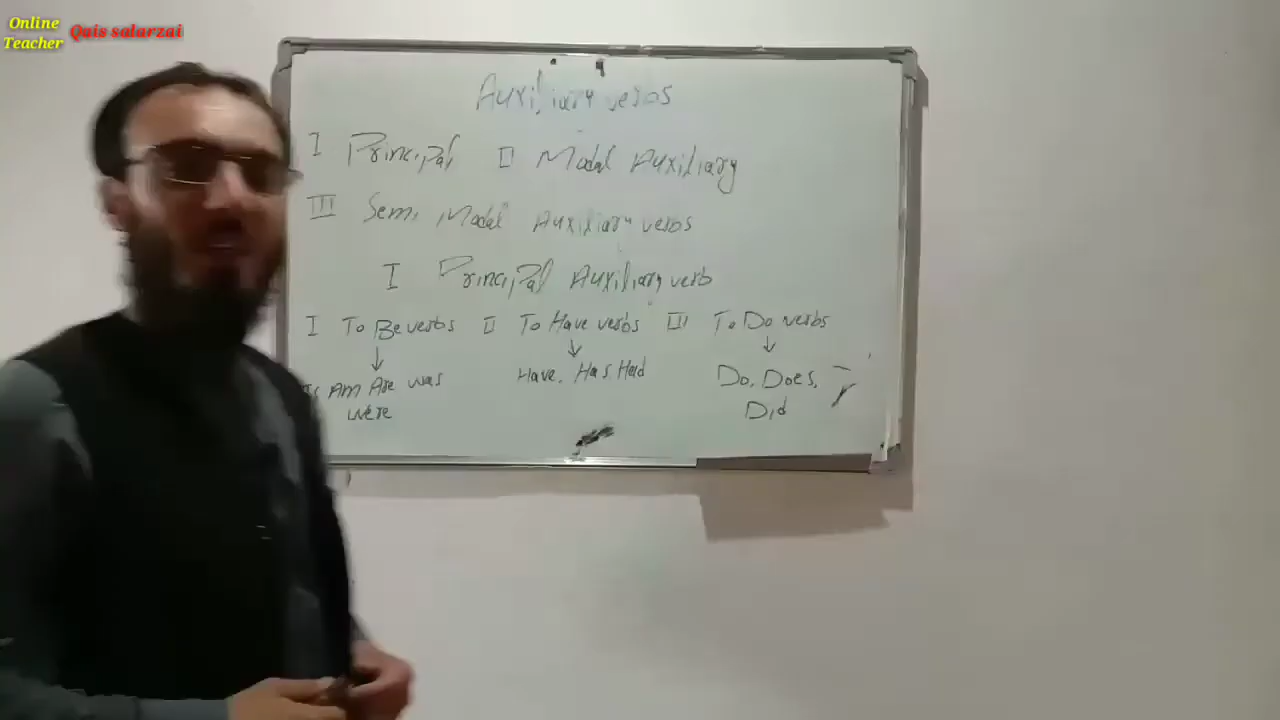 Online Teacher Qais salarzai
Auxiliary verbs
I Principal II Modal Auxiliary
III Semi Modal Auxiliary verbs
I Principal Auxiliary verb
I To Be verbs II To Have verbs III To Do verbs
Am Are was were
Have, Has, Had
Do, Does, Did